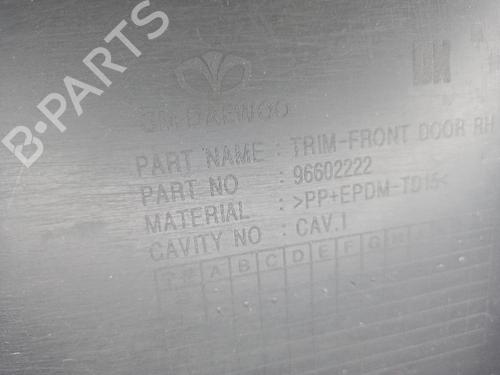 B-PARTS
GM-DAEWOO
PART NAME : TRIM-FRONT DOOR RH
PART NO : 96602222
MATERIAL : >PP+EPDM-TD15<
CAVITY NO : CAV.1
A B C D E F G H